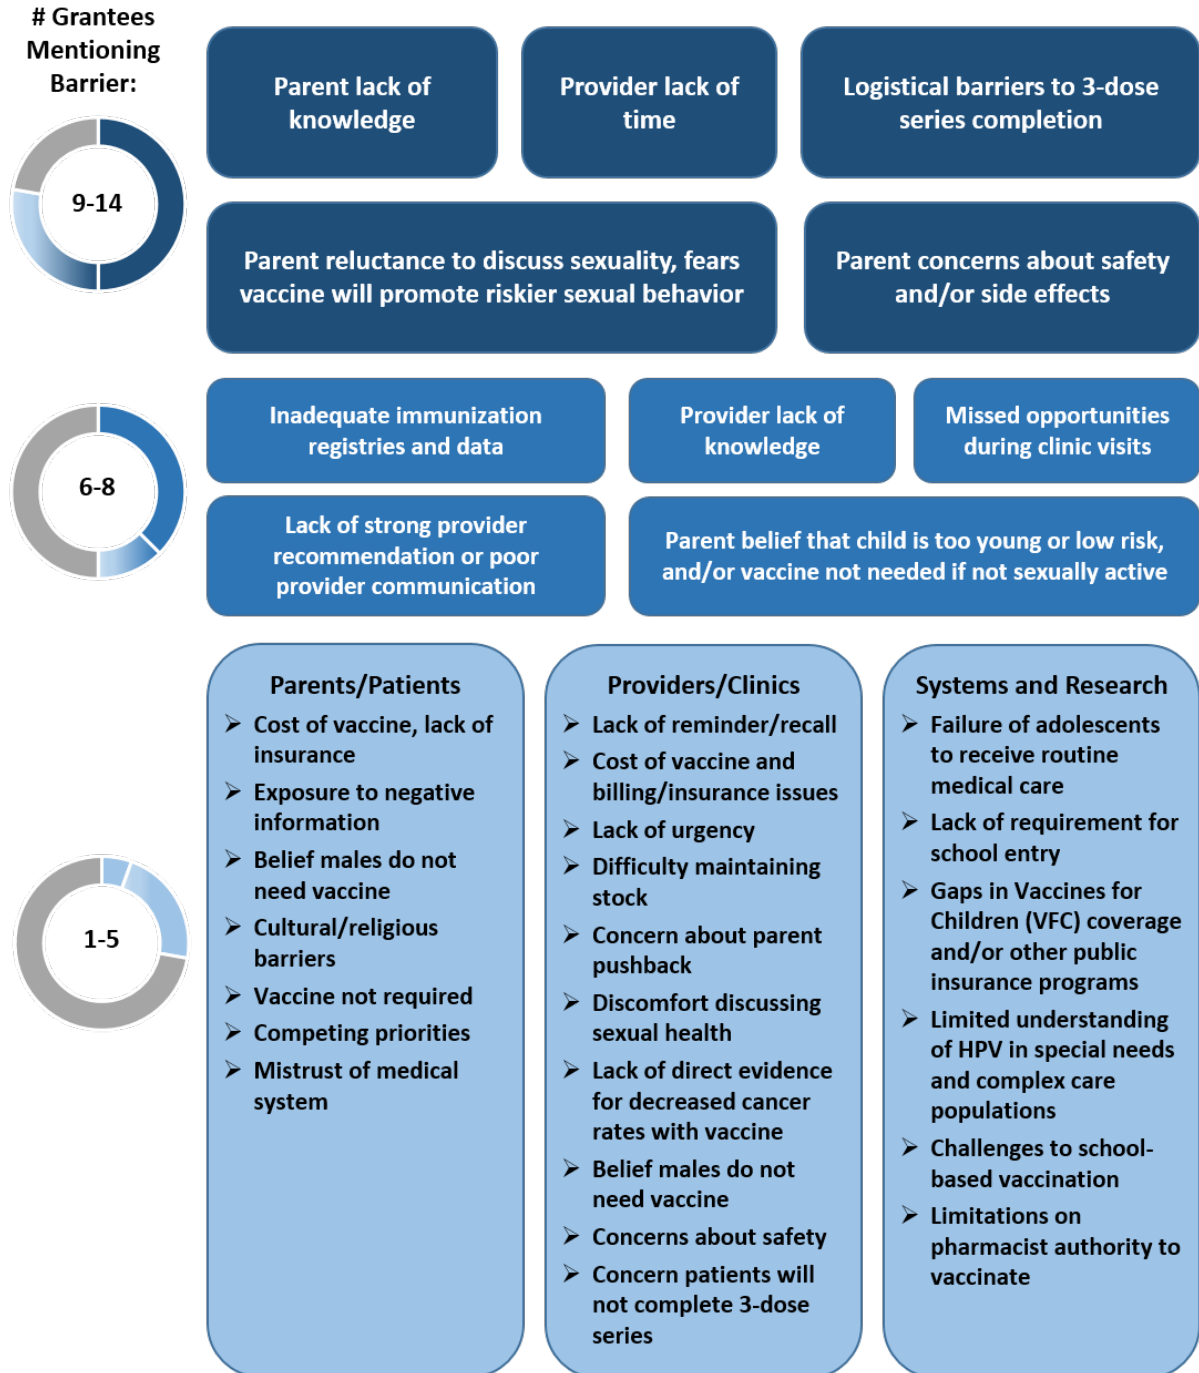 # Grantees
Mentioning
Barrier:
9-14
Parent lack of
knowledge
Provider lack of
time
Logistical barriers to 3-dose
series completion
Parent reluctance to discuss sexuality, fears
vaccine will promote riskier sexual behavior
Parent concerns about safety
and/or side effects
6-8
Inadequate immunization
registries and data
Provider lack of
knowledge
Missed opportunities
during clinic visits
Lack of strong provider
recommendation or poor
provider communication
Parent belief that child is too young or low risk,
and/or vaccine not needed if not sexually active
1-5
Parents/Patients
➢ Cost of vaccine, lack of
insurance
➢ Exposure to negative
information
➢ Belief males do not
need vaccine
➢ Cultural/religious
barriers
➢ Vaccine not required
➢ Competing priorities
➢ Mistrust of medical
system
Providers/Clinics
➢ Lack of reminder/recall
➢ Cost of vaccine and
billing/insurance issues
➢ Lack of urgency
➢ Difficulty maintaining
stock
➢ Concern about parent
pushback
➢ Discomfort discussing
sexual health
➢ Lack of direct evidence
for decreased cancer
rates with vaccine
➢ Belief males do not
need vaccine
➢ Concerns about safety
➢ Concern patients will
not complete 3-dose
series
Systems and Research
➢ Failure of adolescents
to receive routine
medical care
➢ Lack of requirement for
school entry
➢ Gaps in Vaccines for
Children (VFC) coverage
and/or other public
insurance programs
➢ Limited understanding
of HPV in special needs
and complex care
populations
➢ Challenges to school-
based vaccination
➢ Limitations on
pharmacist authority to
vaccinate